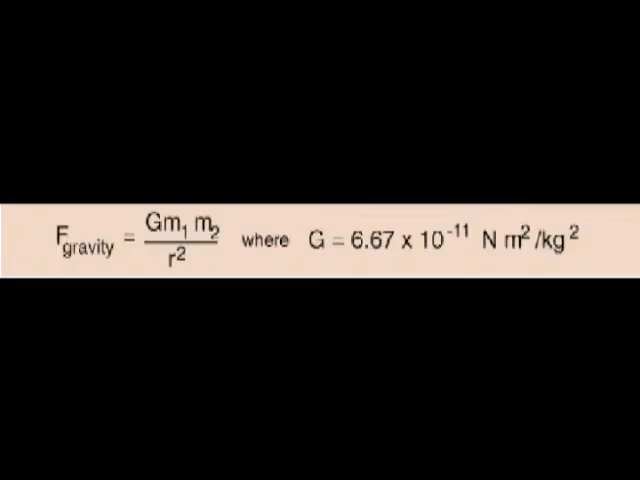 F_gravity = Gm₁ m₂ / r² where G = 6.67 x 10⁻¹¹ N m² /kg²